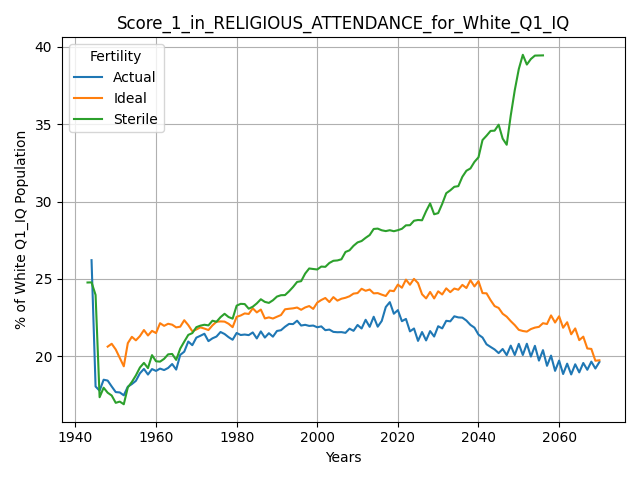 Score_1_in_RELIGIOUS_ATTENDANCE_for_White_Q1_IQ
40
35
30
25
20
% of White Q1_IQ Population
Fertility
Actual
Ideal
Sterile
1940 1960 1980 2000 2020 2040 2060
Years